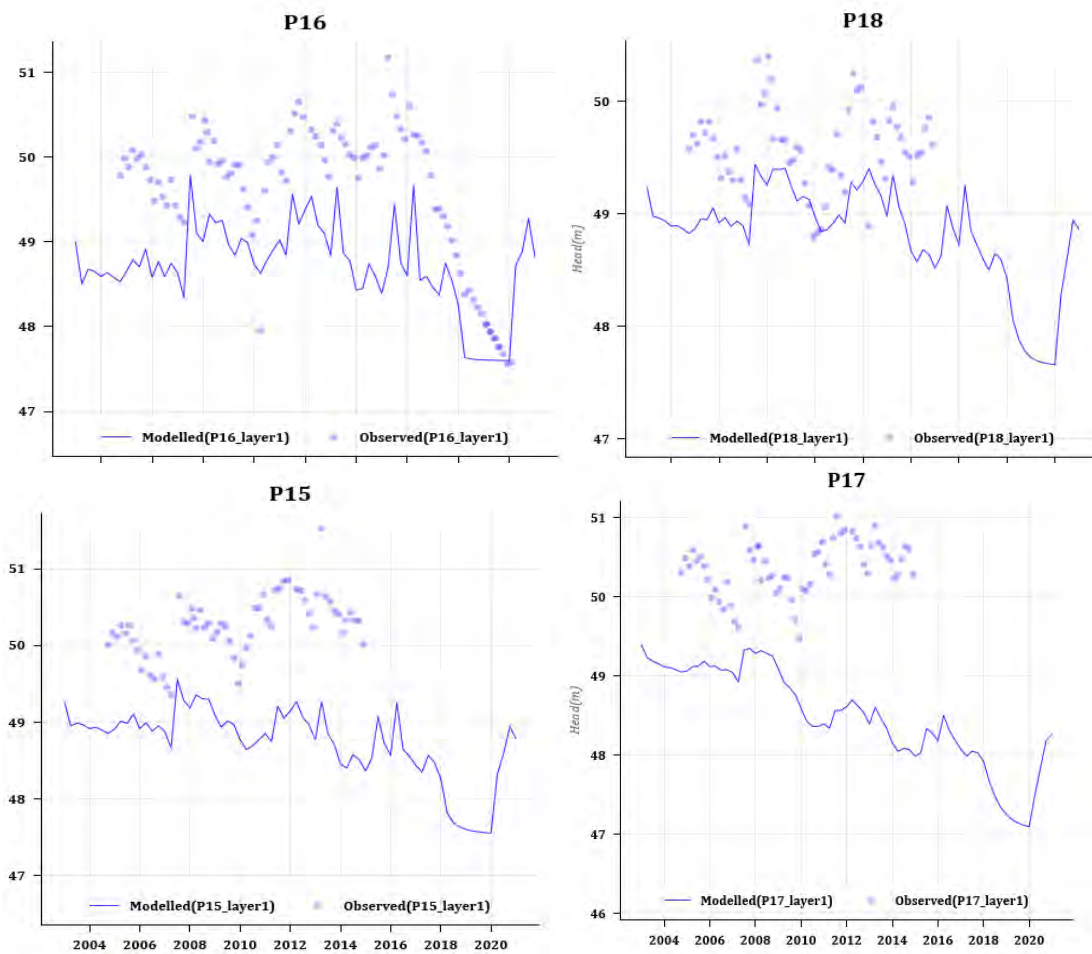 P16
51
50
49
48
47
Modelled(P16_layer1) Observed(P16_layer1)
P18
50
49
48
47
Head[m]
Modelled(P18_layer1) Observed(P18_layer1)
P15
51
50
49
48
47
Modelled(P15_layer1) Observed(P15_layer1)
2004 2006 2008 2010 2012 2014 2016 2018 2020
P17
51
50
49
48
47
46
Head[m]
Modelled(P17_layer1) Observed(P17_layer1)
2004 2006 2008 2010 2012 2014 2016 2018 2020